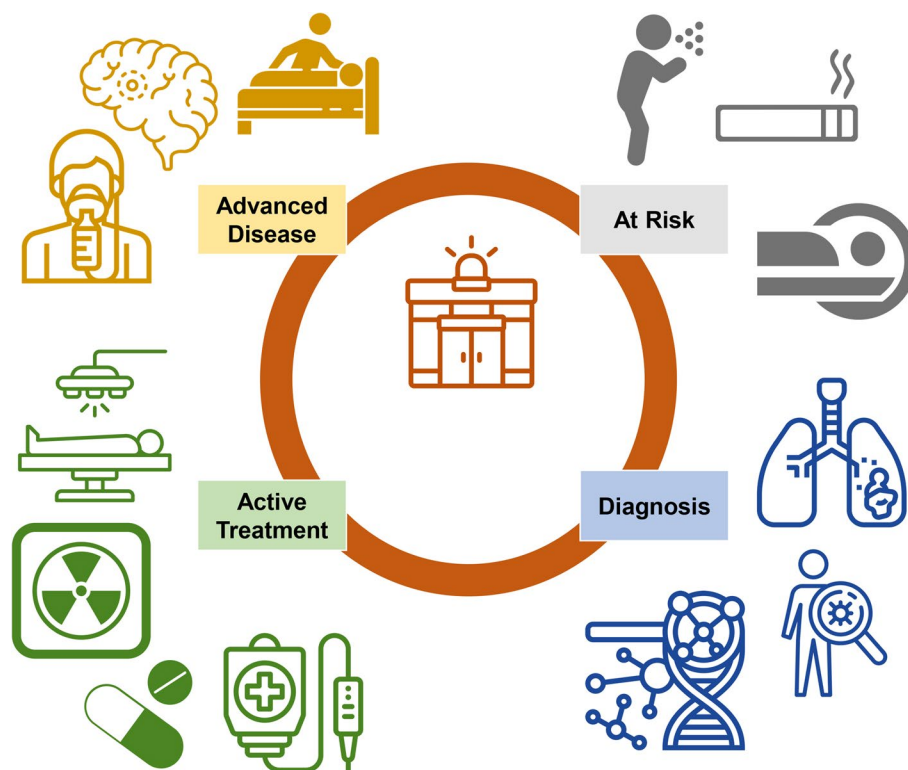 Advanced
Disease
At Risk
Active
Treatment
Diagnosis